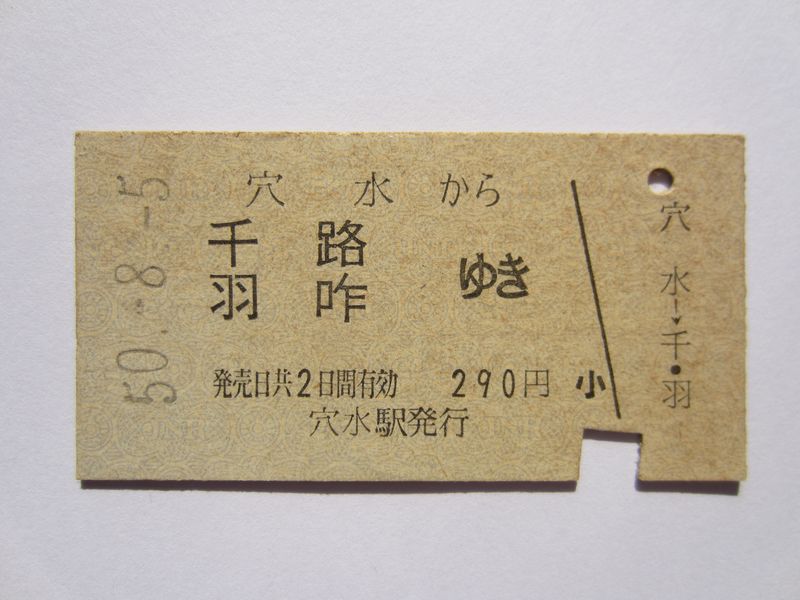 50.-8.-5
穴水から
千路
羽咋
ゆき
発売日共2日間有効 290円 小
穴水駅発行
穴水→千・羽